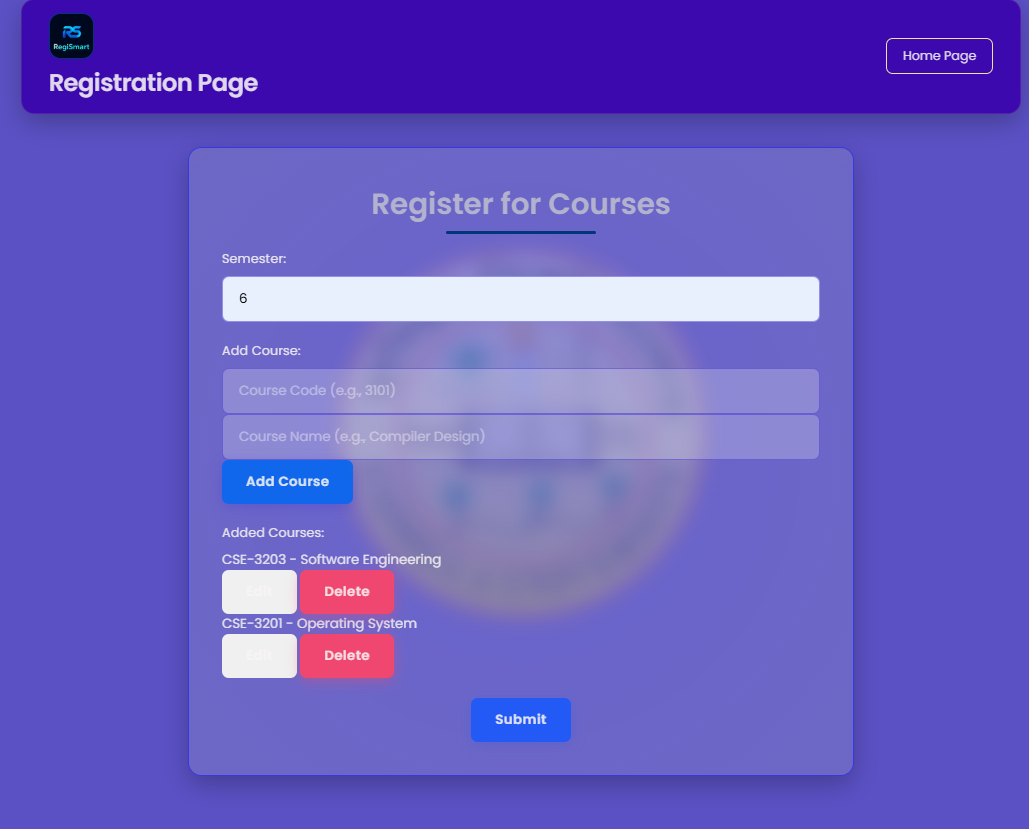 RS
RegiSmart
Registration Page
Home Page
Register for Courses
Semester:
6
Add Course:
Course Code (e.g., 3101)
Course Name (e.g., Compiler Design)
Add Course
Added Courses:
CSE-3203 - Software Engineering
Edit Delete
CSE-3201 - Operating System
Edit Delete
Submit